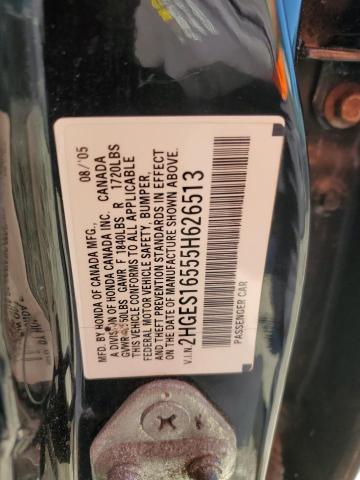 MFD. BY HONDA OF CANADA MFG., 08/'05
A DIVISION OF HONDA CANADA INC. CANADA
GVWR 3550LBS GAWR F 1840LBS R 1720LBS
THIS VEHICLE CONFORMS TO ALL APPLICABLE
FEDERAL MOTOR VEHICLE SAFETY, BUMPER,
AND THEFT PREVENTION STANDARDS IN EFFECT
ON THE DATE OF MANUFACTURE SHOWN ABOVE.
V.I.N. 2HGES16555H626513
PASSENGER CAR